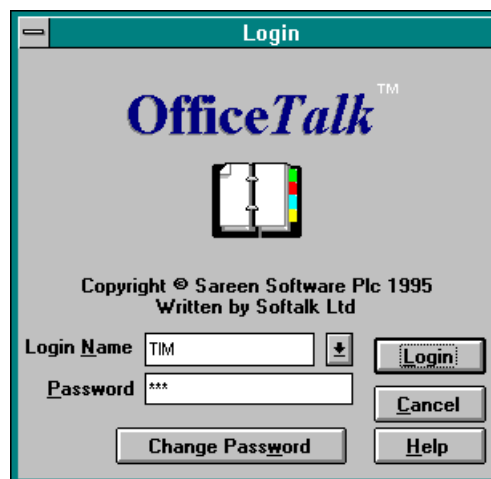 Login
OfficeTalk™
Copyright © Sareen Software Plc 1995
Written by Softalk Ltd
Login Name TIM Login
Password *** Cancel
Change Password Help